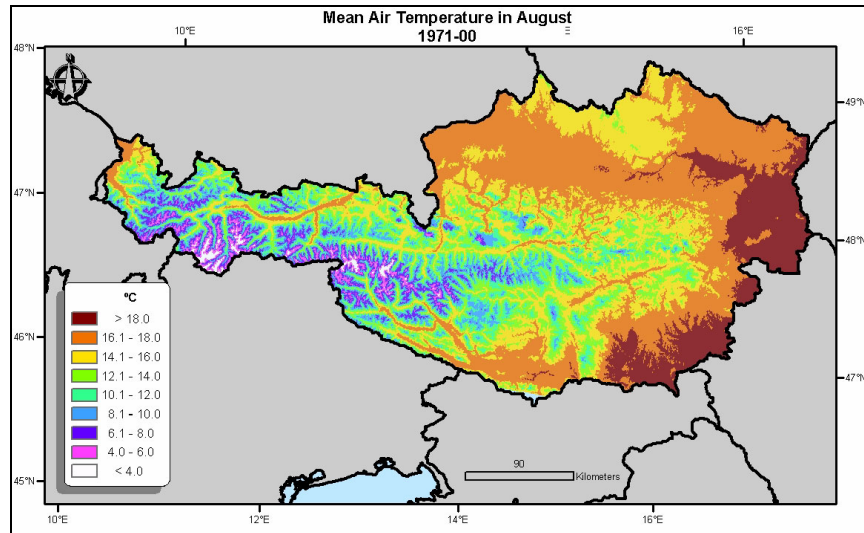 Mean Air Temperature in August
1971-00
10°E
16°E
48°N
49°N
47°N
48°N
46°N
47°N
45°N
°C
> 18.0
16.1 - 18.0
14.1 - 16.0
12.1 - 14.0
10.1 - 12.0
8.1 - 10.0
6.1 - 8.0
4.0 - 6.0
< 4.0
90
Kilometers
10°E
12°E
14°E
16°E